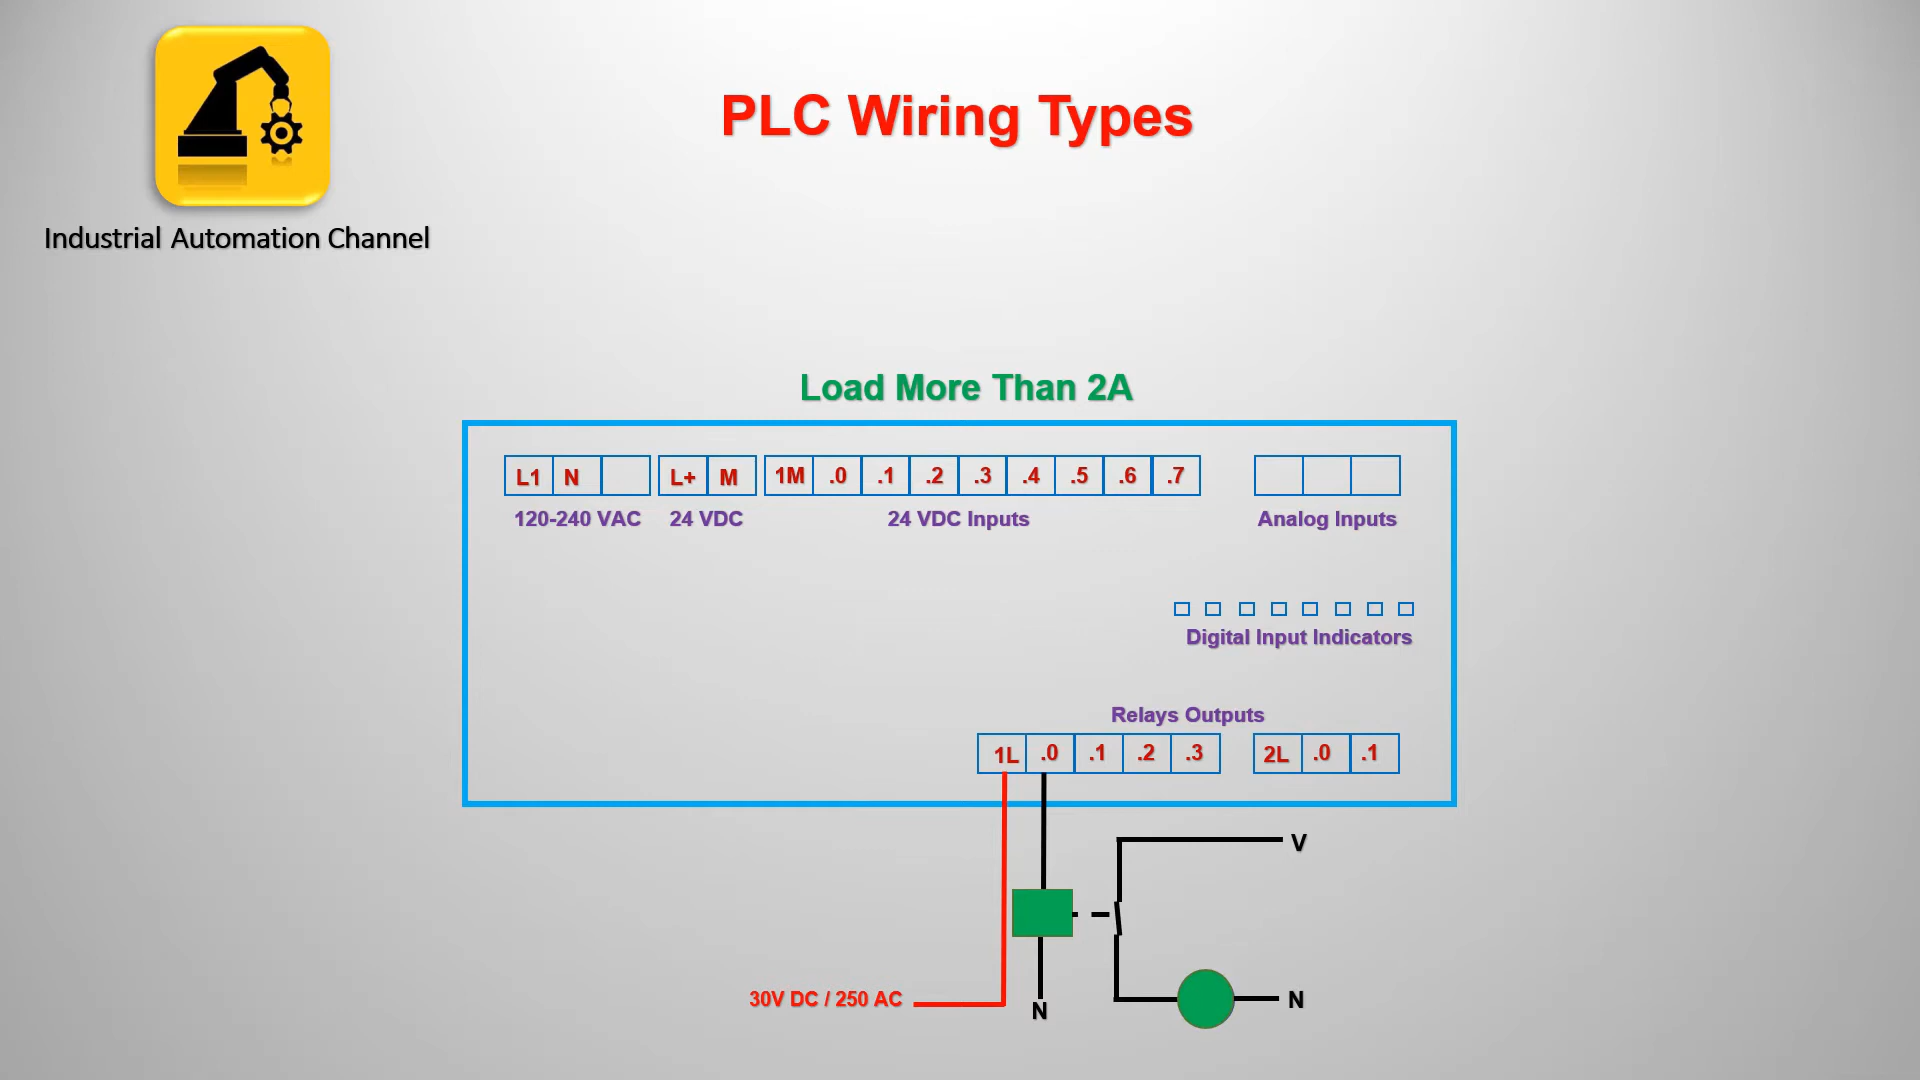 PLC Wiring Types
Industrial Automation Channel
Load More Than 2A
L1 N L+ M 1M .0 .1 .2 .3 .4 .5 .6 .7
120-240 VAC 24 VDC 24 VDC Inputs Analog Inputs
Digital Input Indicators
Relays Outputs
1L .0 .1 .2 .3 2L .0 .1
V
30V DC / 250 AC
N
N